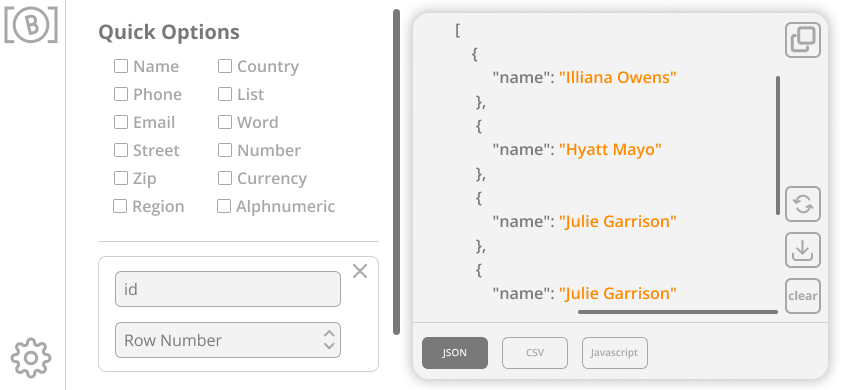 B
Quick Options
Name
Country
Phone
List
Email
Word
Street
Number
Zip
Currency
Region
Alphnumeric
id
Row Number
[
{
"name": "Illiana Owens"
},
{
"name": "Hyatt Mayo"
},
{
"name": "Julie Garrison"
},
{
"name": "Julie Garrison"
clear
JSON
CSV
Javascript